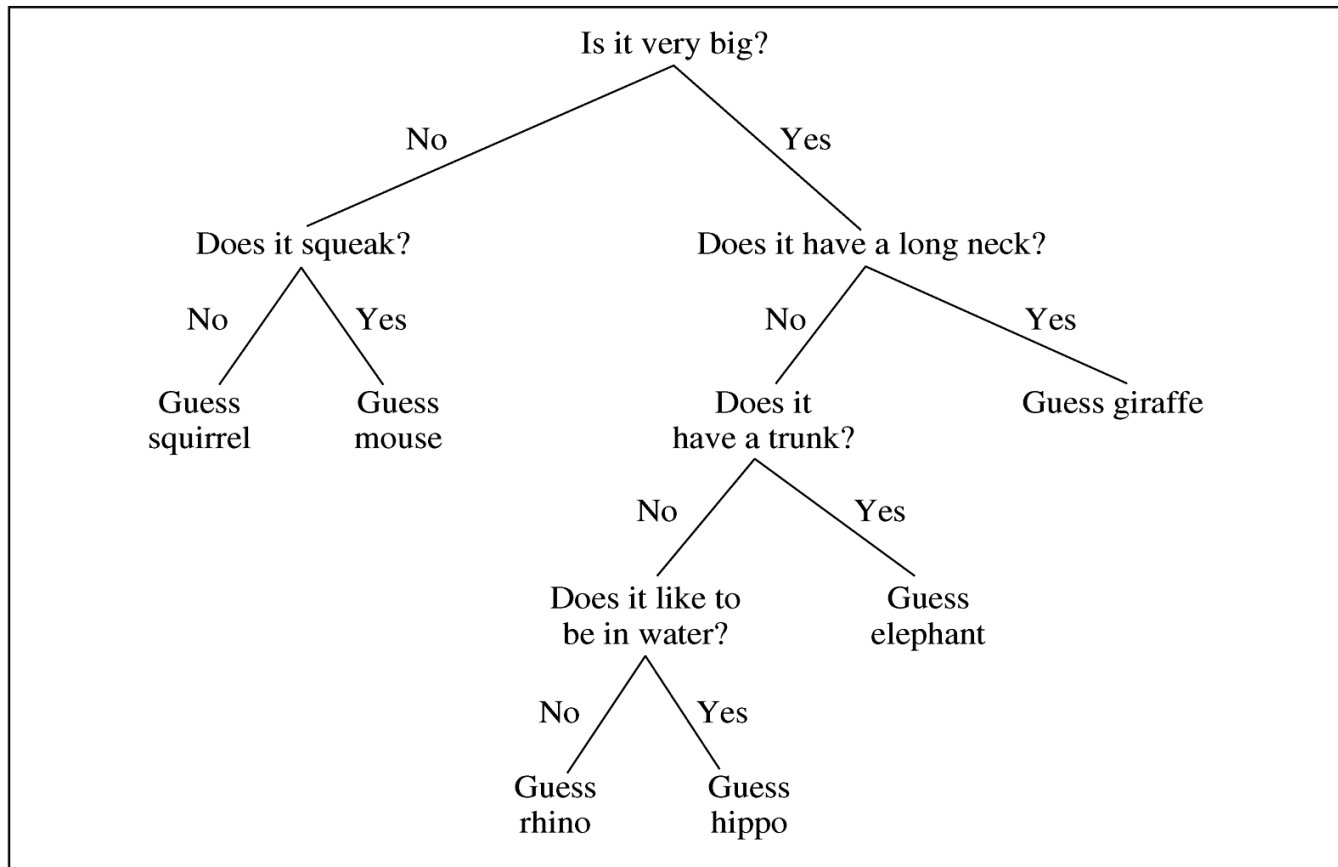 Is it very big?
No
Yes
Does it squeak?
Does it have a long neck?
No
Yes
No
Yes
Guess
squirrel
Guess
mouse
Does it
have a trunk?
Guess giraffe
No
Yes
Does it like to
be in water?
Guess
elephant
No
Yes
Guess
rhino
Guess
hippo